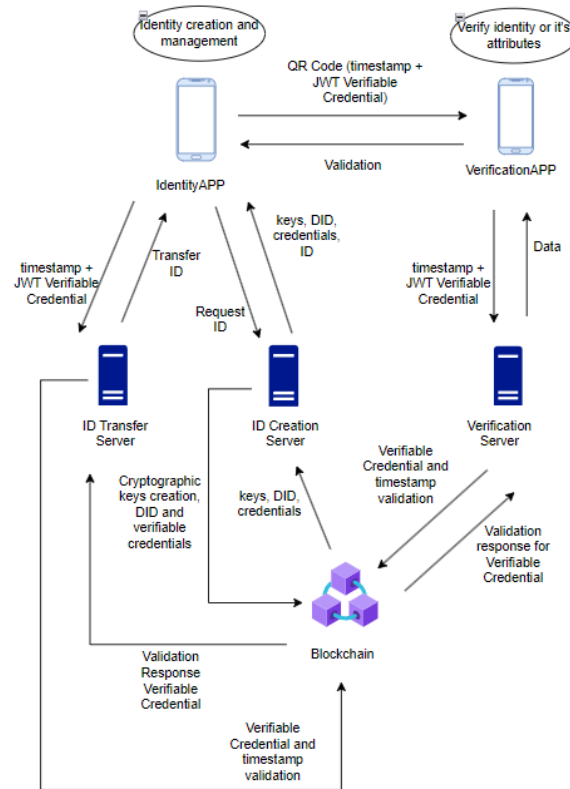 Identity creation and
management
Verify identity or it's
attributes
QR Code (timestamp +
JWT Verifiable
Credential)
Validation
IdentityAPP
VerificationAPP
keys, DID,
credentials,
ID
Transfer
ID
timestamp +
JWT Verifiable
Credential
Request
ID
timestamp +
JWT Verifiable
Credential
Data
ID Transfer
Server
ID Creation
Server
Verification
Server
Cryptographic
keys creation,
DID and
verifiable
credentials
keys, DID,
credentials
Verifiable
Credential and
timestamp
validation
Validation
response for
Verifiable
Credential
Blockchain
Validation
Response
Verifiable
Credential
Verifiable
Credential and
timestamp
validation